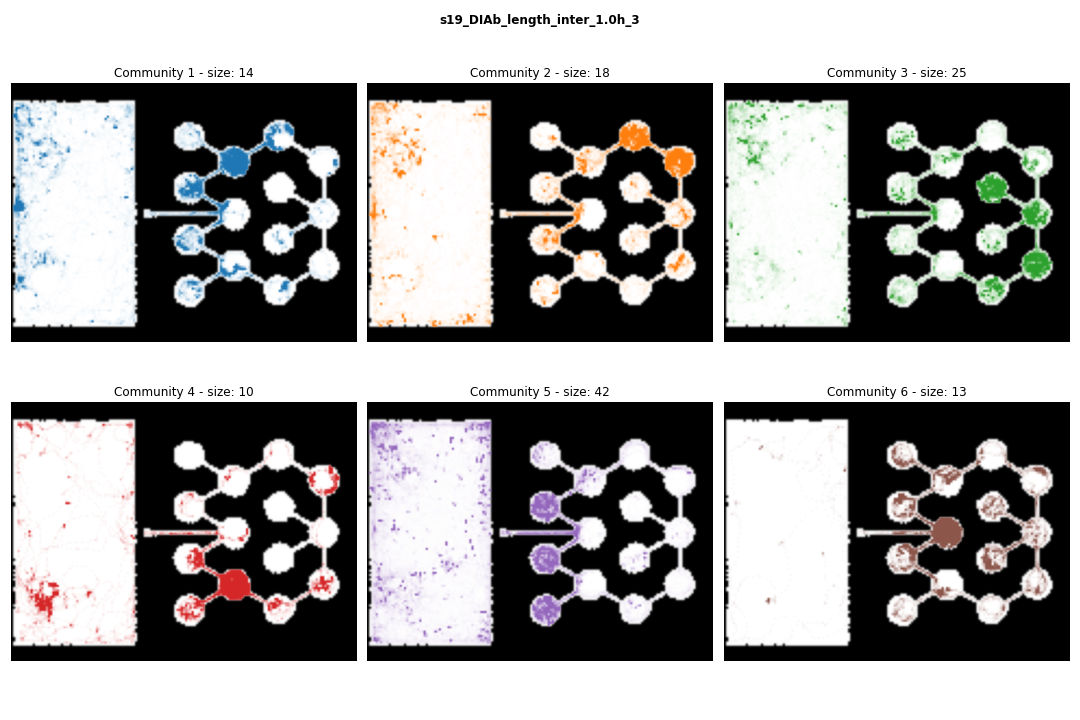 s19_DIAb_length_inter_1.0h_3
Community 1 - size: 14
Community 2 - size: 18
Community 3 - size: 25
Community 4 - size: 10
Community 5 - size: 42
Community 6 - size: 13